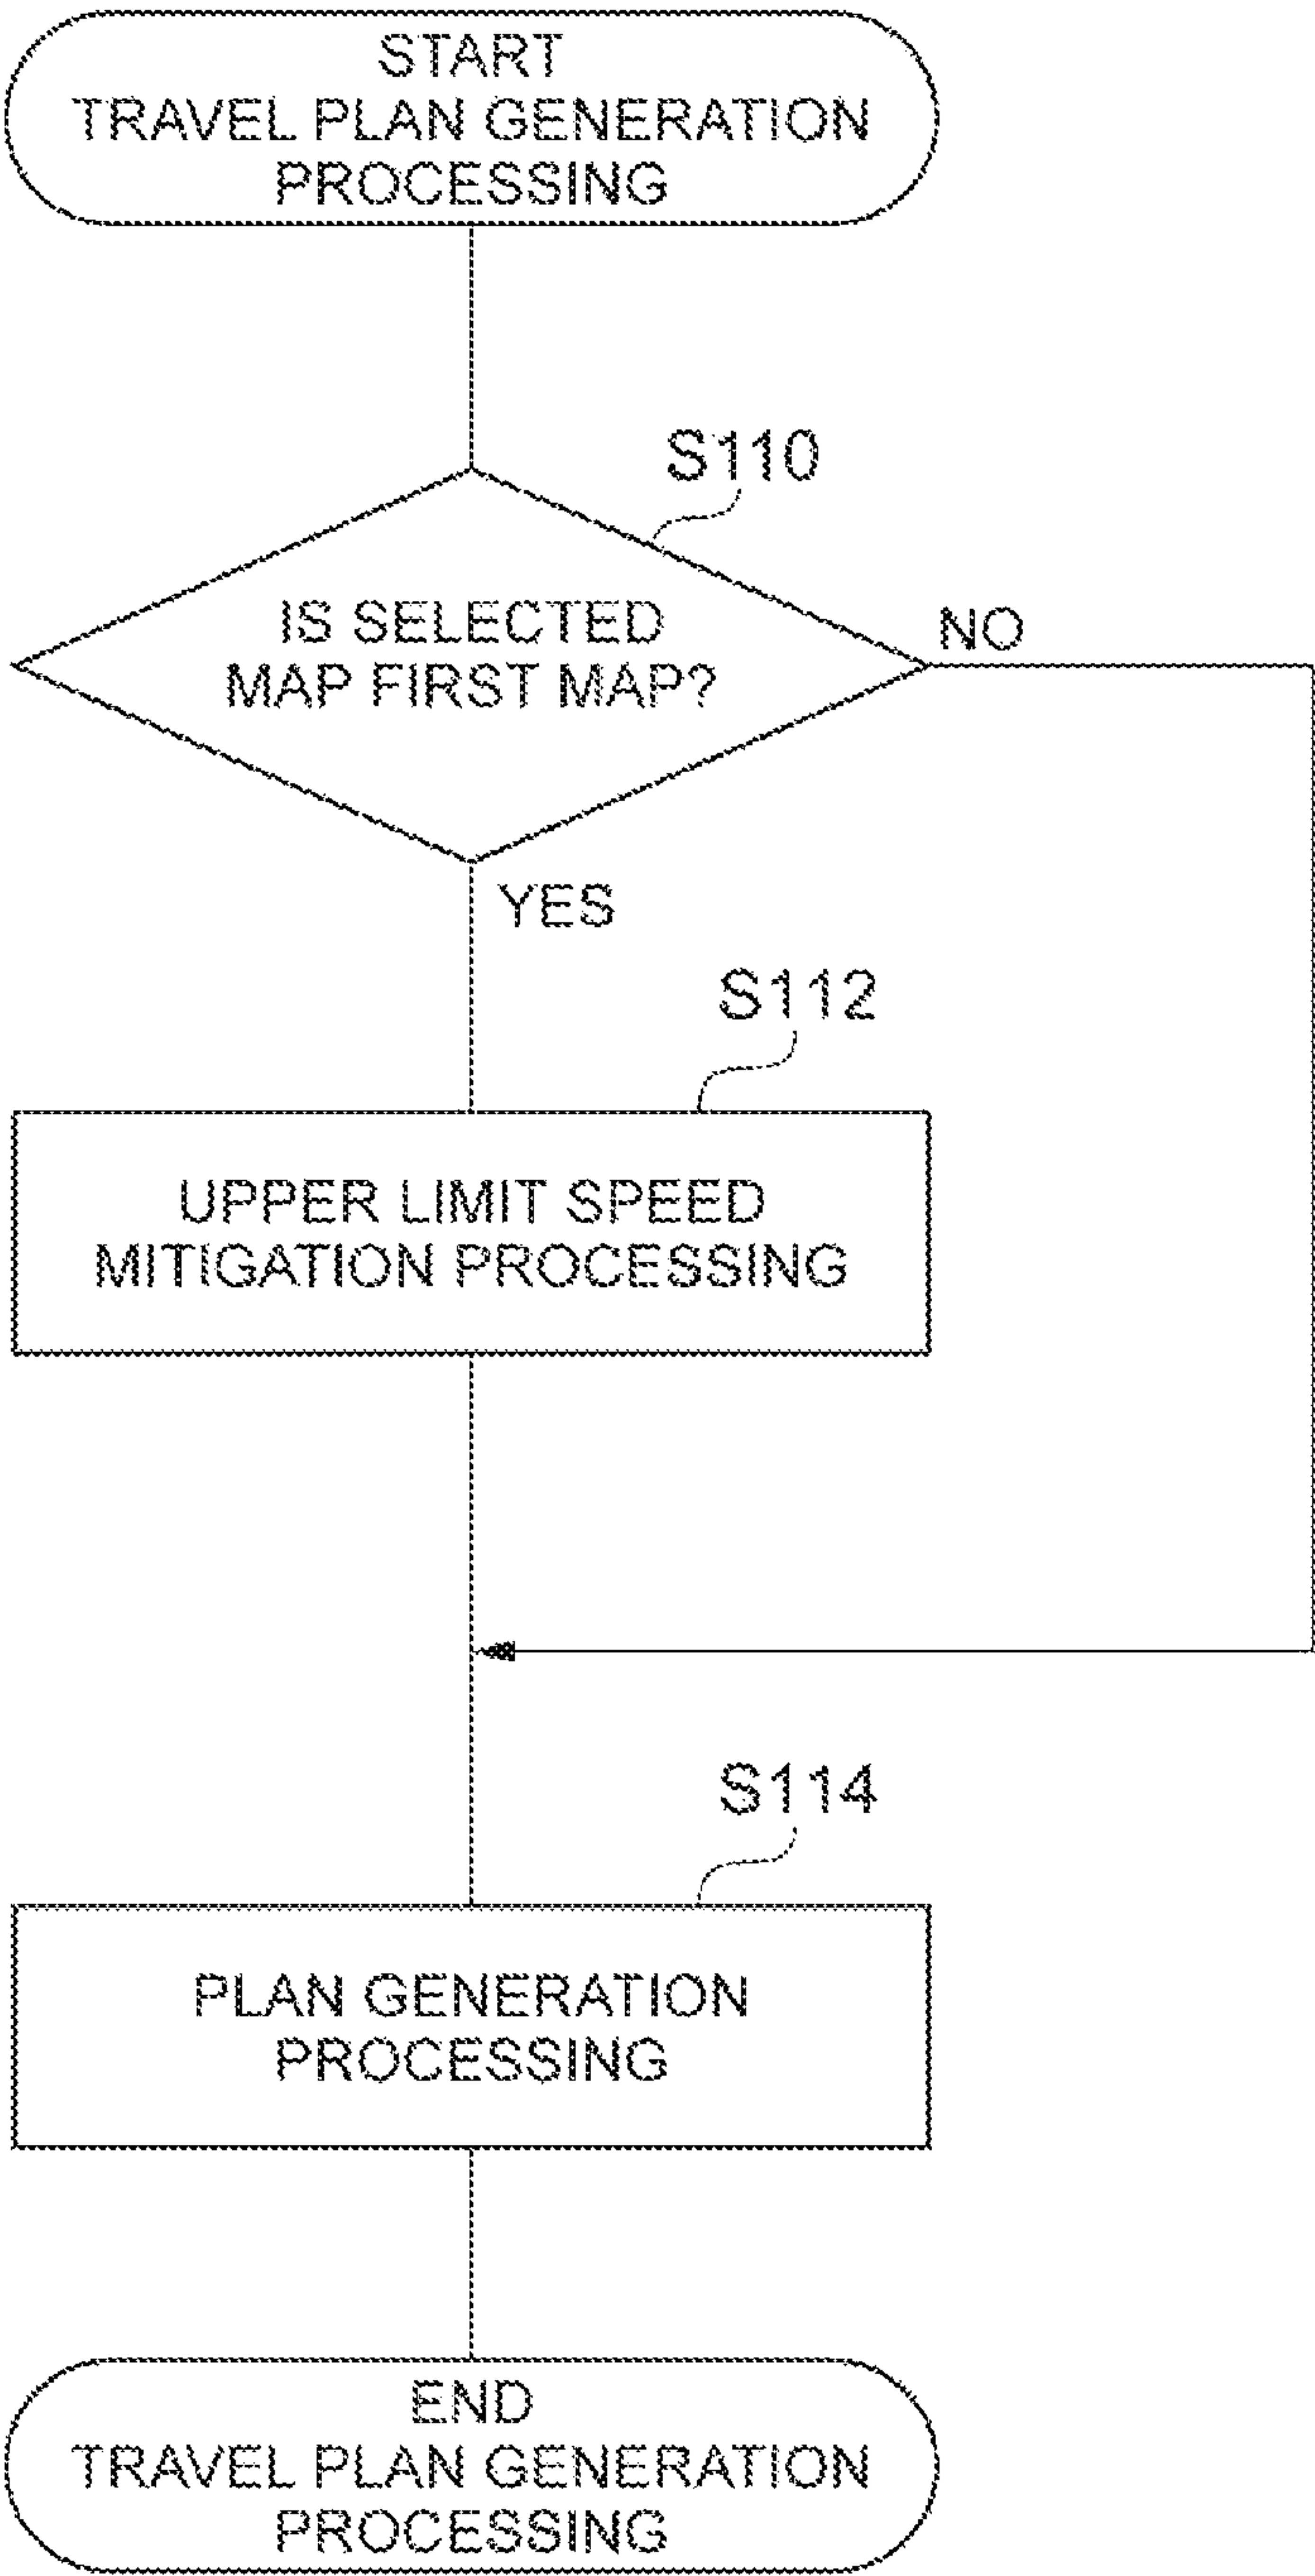 START
TRAVEL PLAN GENERATION
PROCESSING
S110
IS SELECTED
MAP FIRST MAP?
NO
YES
S112
UPPER LIMIT SPEED
MITIGATION PROCESSING
S114
PLAN GENERATION
PROCESSING
END
TRAVEL PLAN GENERATION
PROCESSING